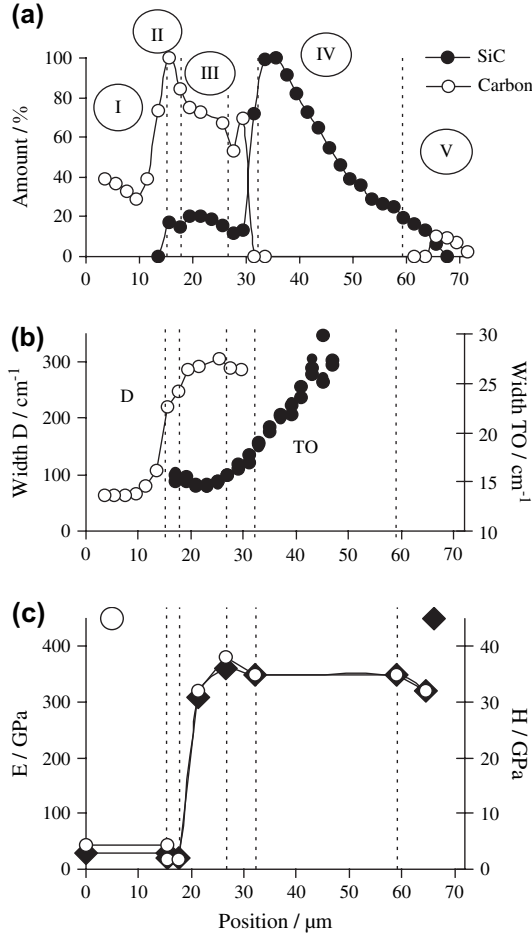 (a)
II
III
IV
I
V
SiC
Carbon
Amount / %
100
80
60
40
20
0
0 10 20 30 40 50 60 70
(b)
D
TO
Width D / cm⁻¹
300
200
100
0
Width TO / cm⁻¹
30
25
20
15
10
0 10 20 30 40 50 60 70
(c)
E / GPa
400
300
200
100
0
H / GPa
40
30
20
10
0
0 10 20 30 40 50 60 70
Position / μm